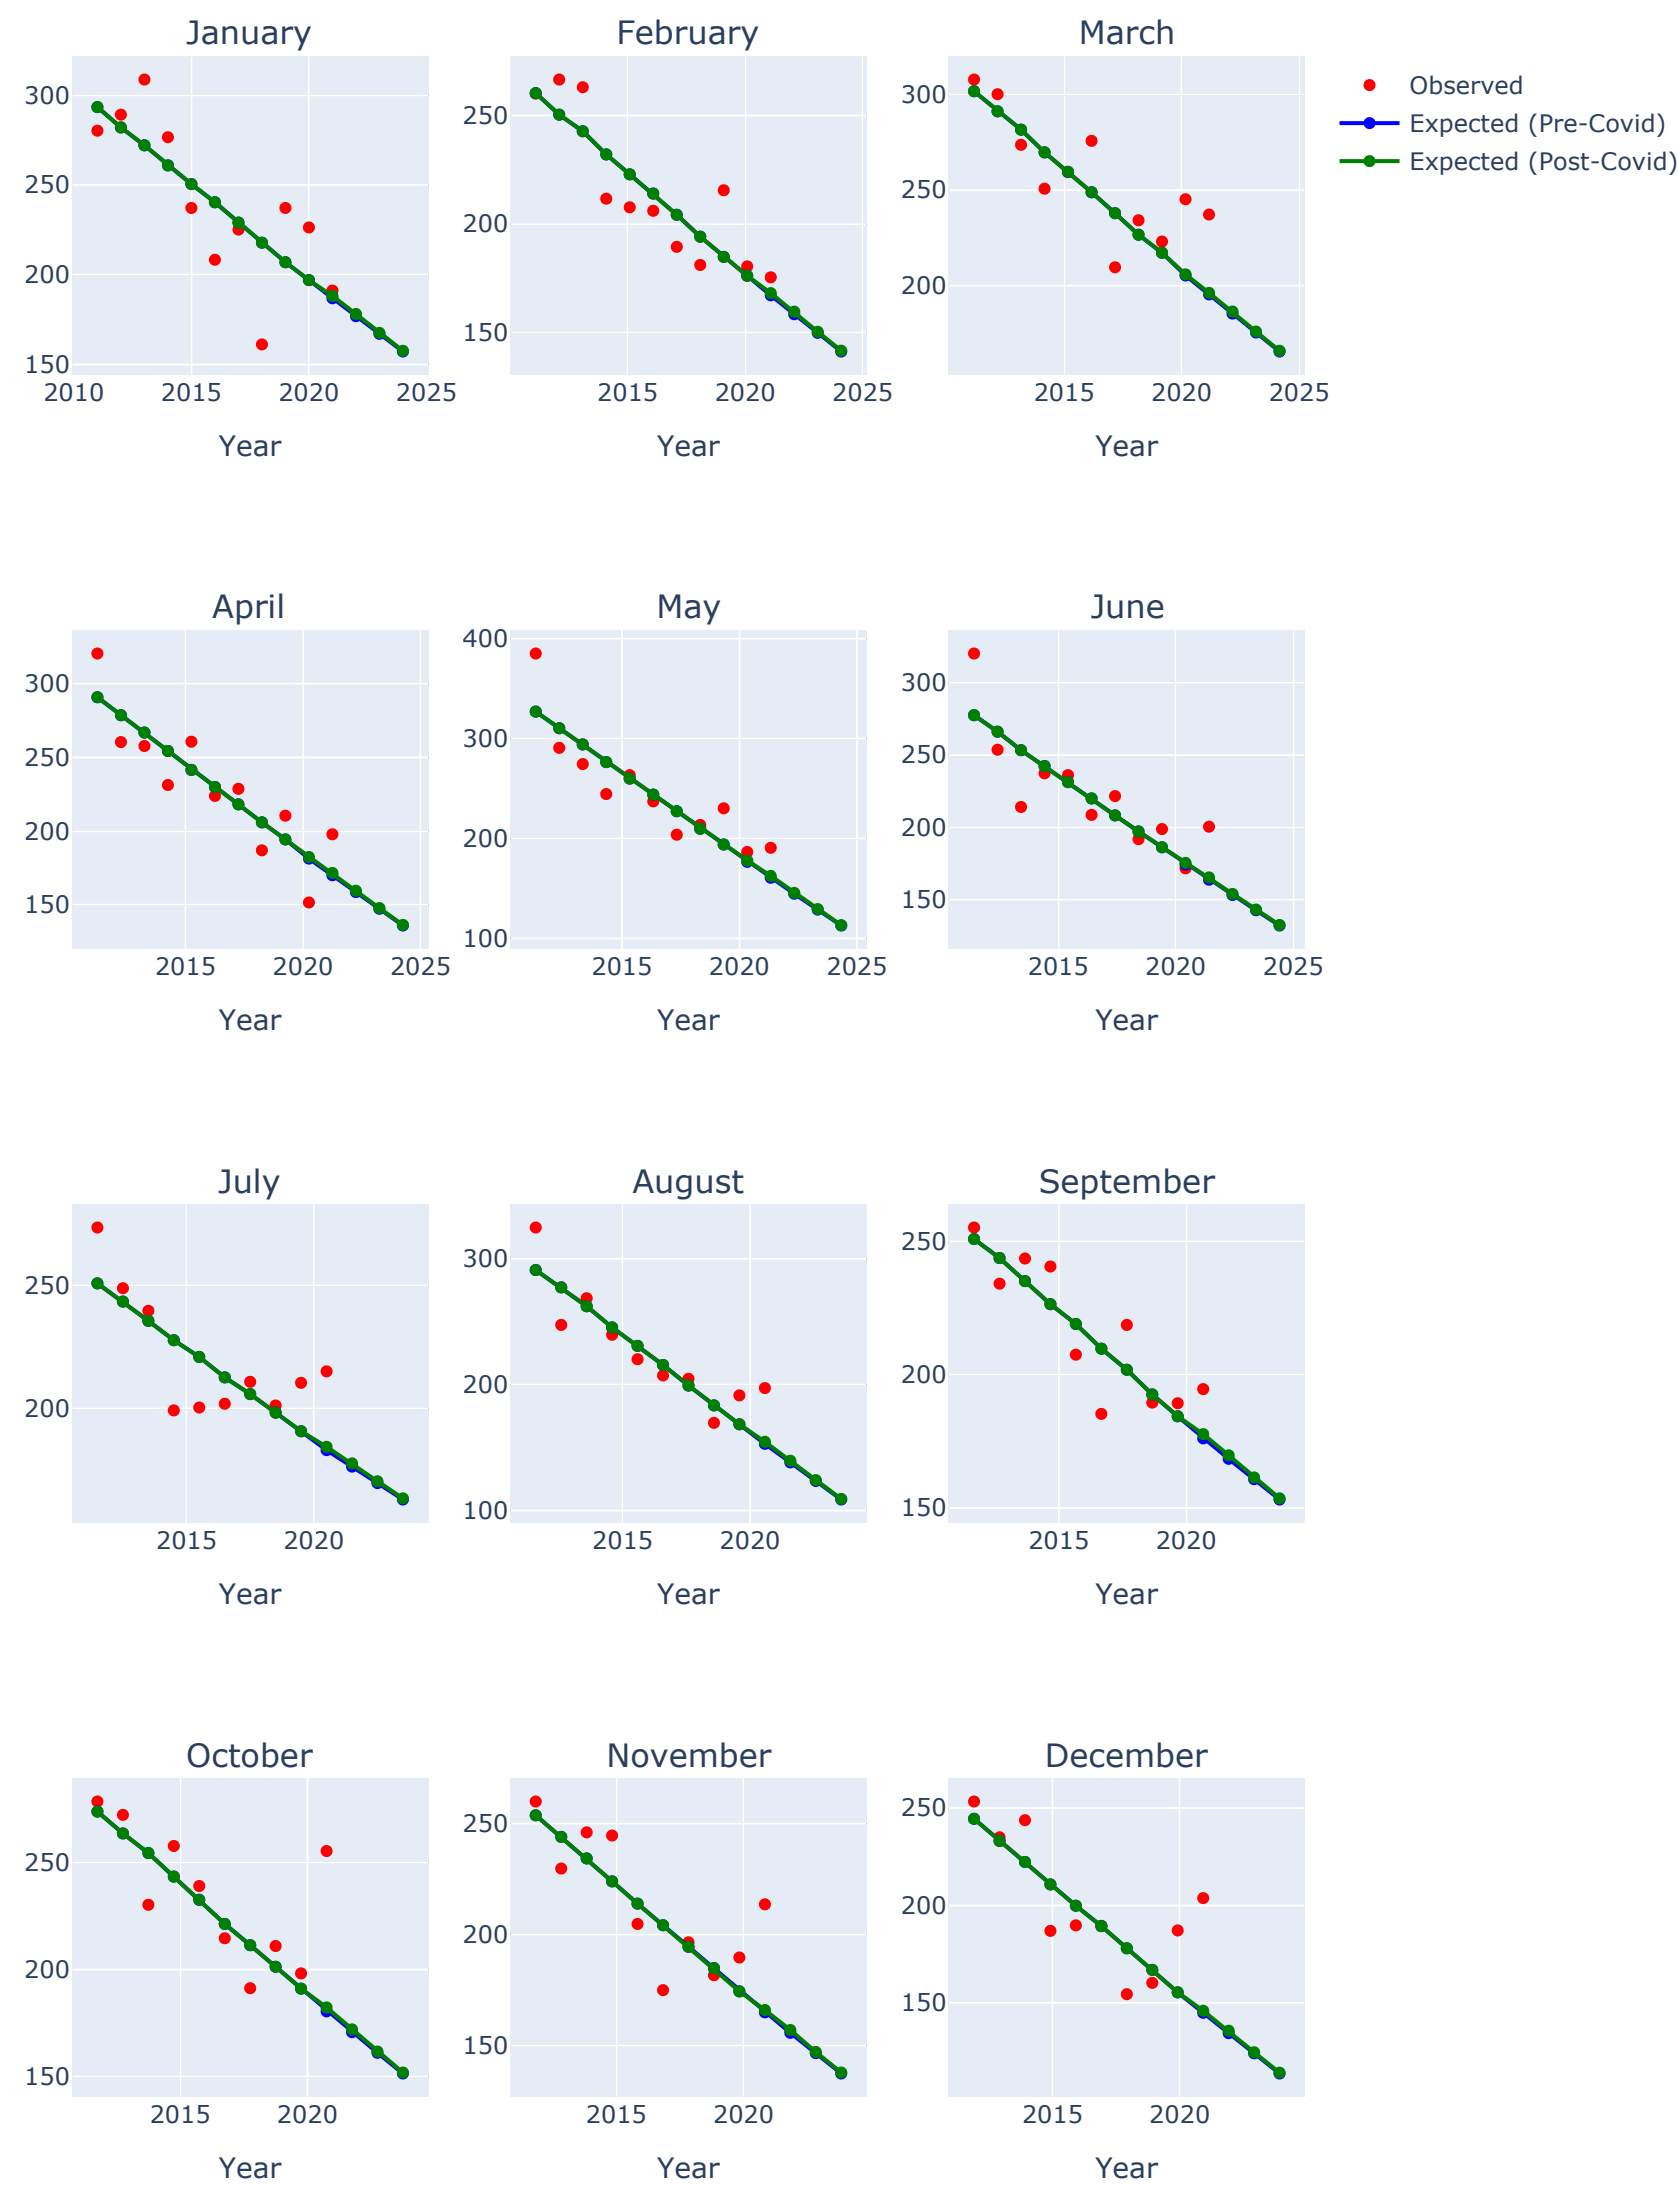 January
February
March
Observed
Expected (Pre-Covid)
Expected (Post-Covid)
300
250
200
150
2010 2015 2020 2025
Year
250
200
150
2015 2020 2025
Year
300
250
200
2015 2020 2025
Year
April
May
June
300
250
200
150
2015 2020 2025
Year
400
300
200
100
2015 2020 2025
Year
300
250
200
150
2015 2020 2025
Year
July
August
September
250
200
2015 2020
Year
300
200
100
2015 2020
Year
250
200
150
2015 2020
Year
October
November
December
250
200
150
2015 2020
Year
250
200
150
2015 2020
Year
250
200
150
2015 2020
Year